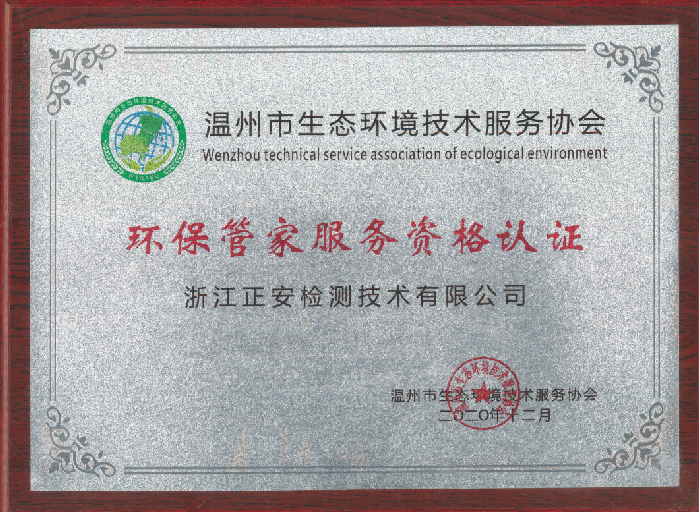 温州市生态环境技术服务协会
Wenzhou technical service association of ecological environment
环保管家服务资格认证
浙江正安检测技术有限公司
温州市生态环境技术服务协会
二〇二〇年十二月